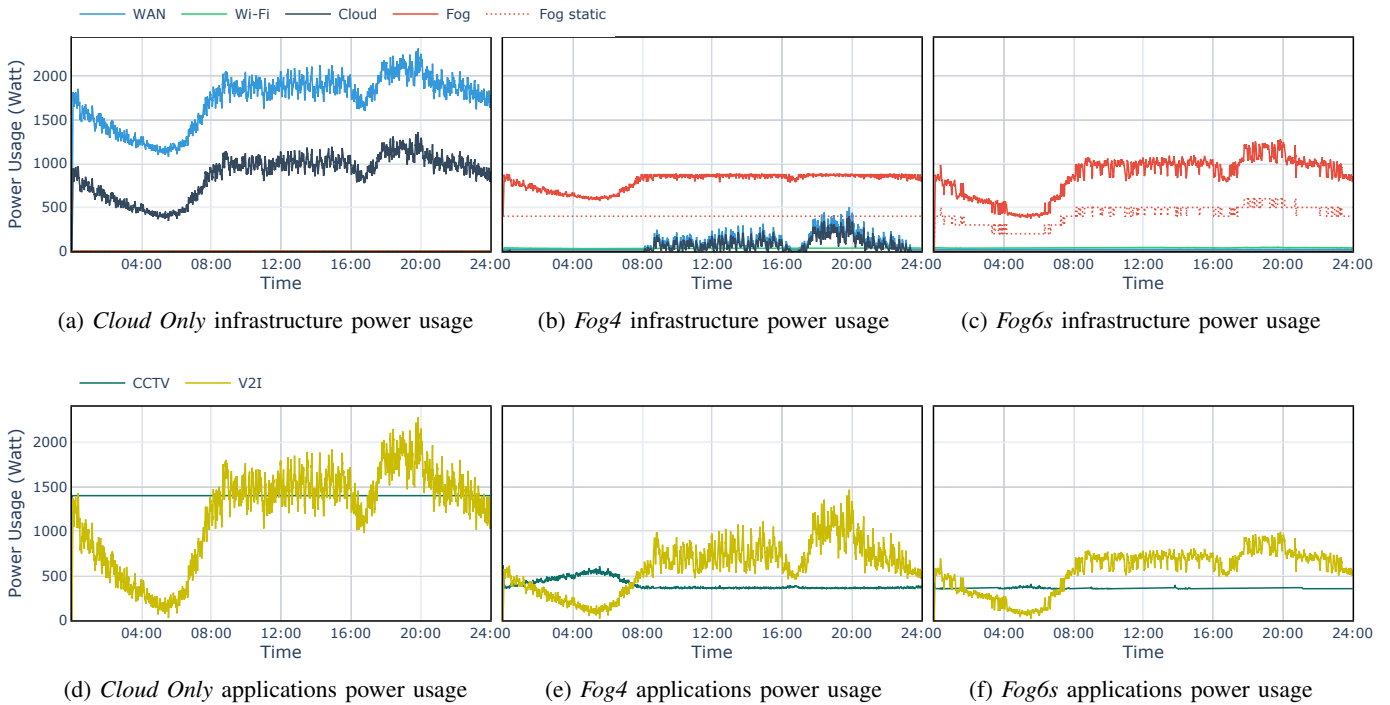 WAN Wi-Fi Cloud Fog Fog static
Power Usage (Watt)
2000
1500
1000
500
0
04:00 08:00 12:00 16:00 20:00 24:00
Time
04:00 08:00 12:00 16:00 20:00 24:00
Time
04:00 08:00 12:00 16:00 20:00 24:00
Time
(a) Cloud Only infrastructure power usage
(b) Fog4 infrastructure power usage
(c) Fog6s infrastructure power usage
CCTV V2I
Power Usage (Watt)
2000
1500
1000
500
0
04:00 08:00 12:00 16:00 20:00 24:00
Time
04:00 08:00 12:00 16:00 20:00 24:00
Time
04:00 08:00 12:00 16:00 20:00 24:00
Time
(d) Cloud Only applications power usage
(e) Fog4 applications power usage
(f) Fog6s applications power usage